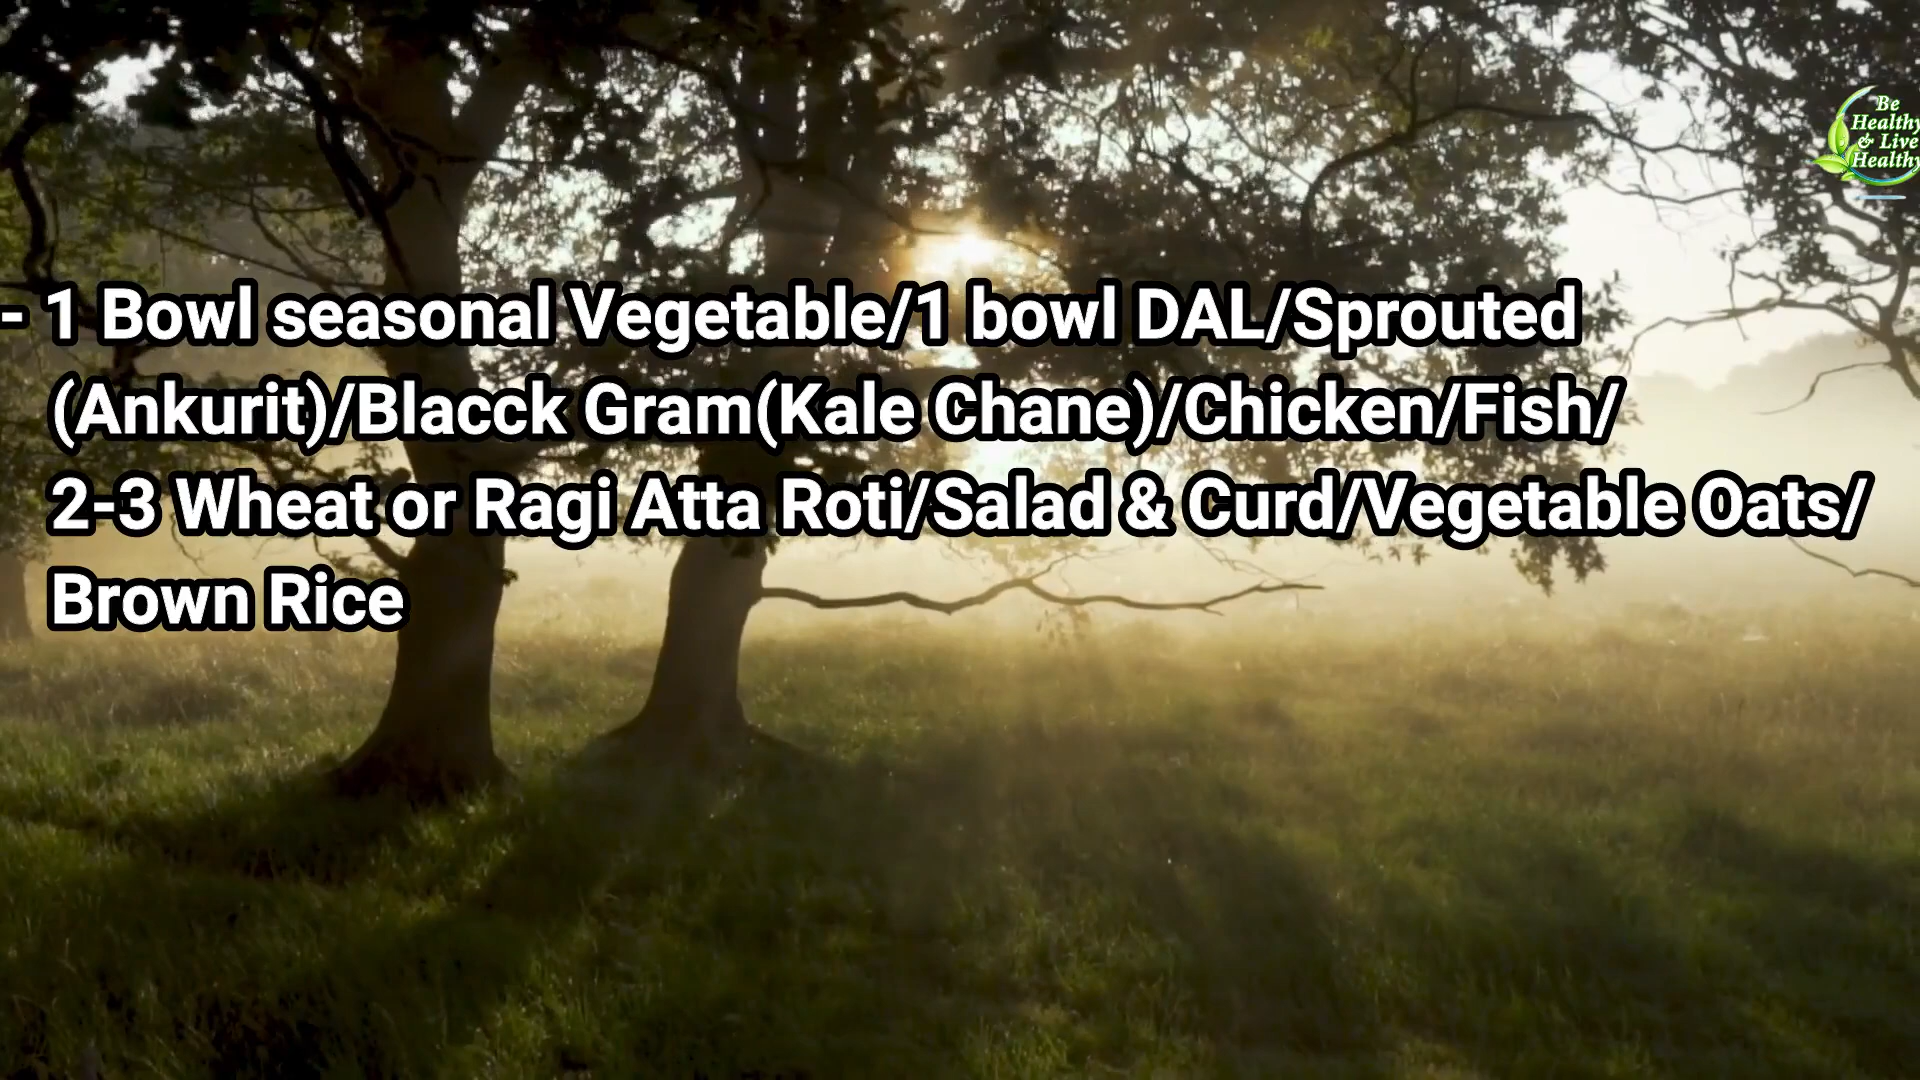 Be
Healthy
& Live
Healthy
- 1 Bowl seasonal Vegetable/1 bowl DAL/Sprouted
(Ankurit)/Blacck Gram(Kale Chane)/Chicken/Fish/
2-3 Wheat or Ragi Atta Roti/Salad & Curd/Vegetable Oats/
Brown Rice